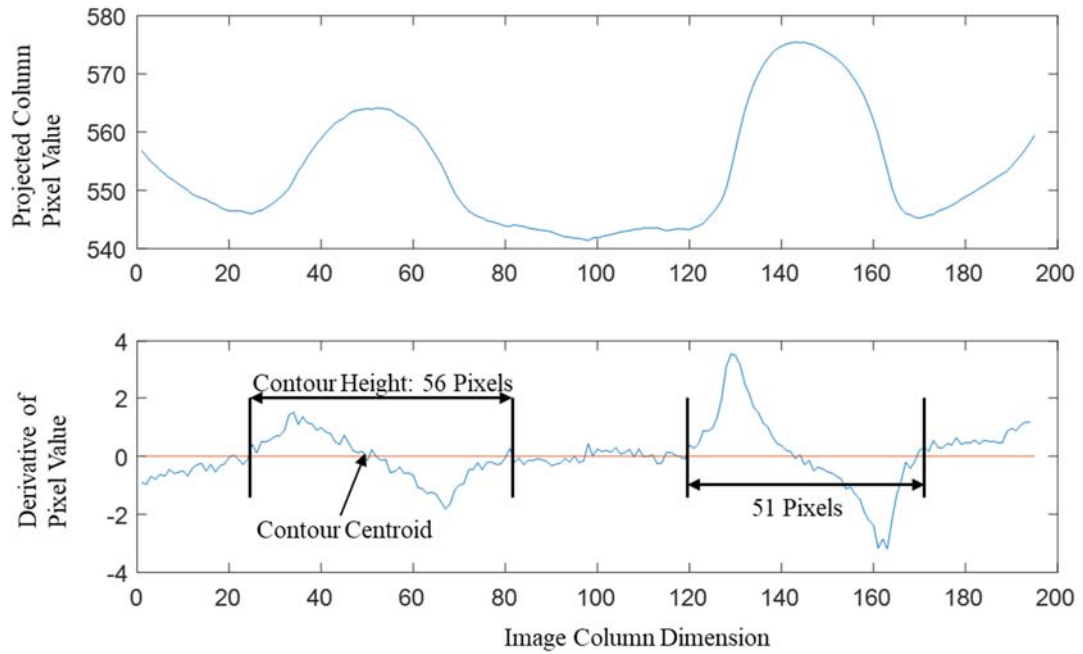 580
570
560
550
540
Projected Column
Pixel Value
0 20 40 60 80 100 120 140 160 180 200
4
2
0
-2
-4
Derivative of
Pixel Value
Contour Height: 56 Pixels
Contour Centroid
51 Pixels
0 20 40 60 80 100 120 140 160 180 200
Image Column Dimension